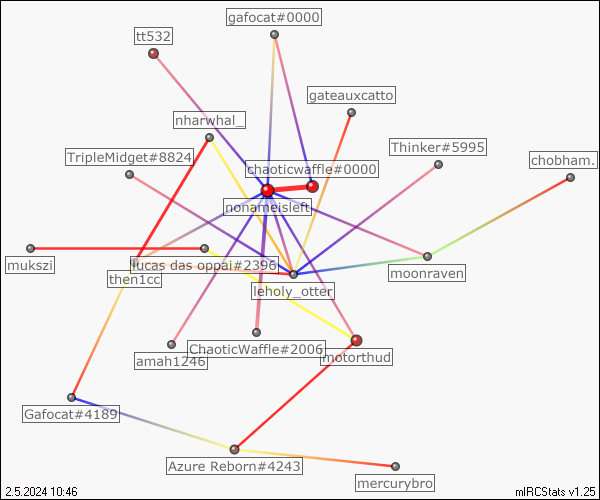 gafocat#0000
tt532
gateauxcatto
nharwhal_
Thinker#5995
TripleMidget#8824
chobham.
chaoticwaffle#0000
nonameisleft
mukszi
lucas das oppai#2396
moonraven
then1cc
leholy_otter
ChaoticWaffle#2006
motorthud
amah1246
Gafocat#4189
Azure Reborn#4243
mercurybro
2.5.2024 10:46
mIRCStats v1.25